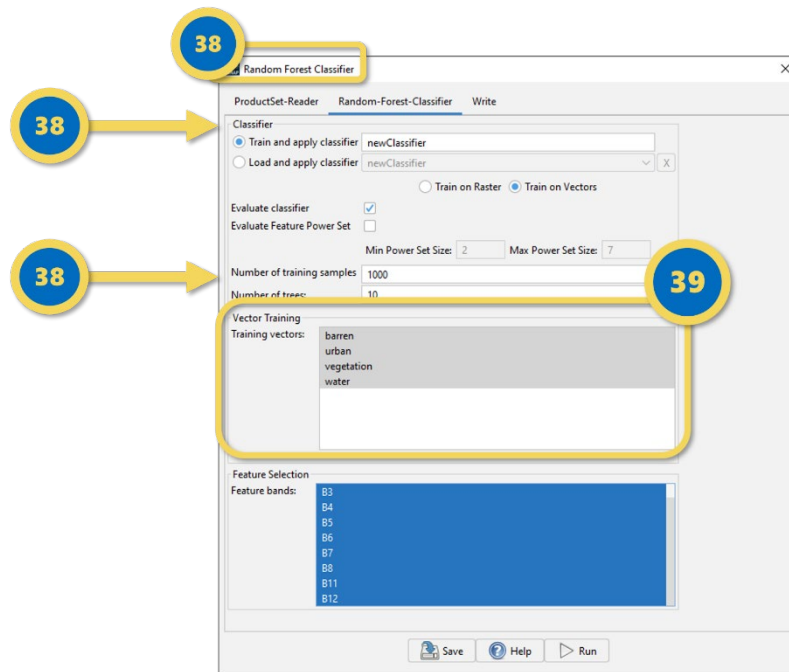 38
Random Forest Classifier
ProductSet-Reader Random-Forest-Classifier Write
38
Classifier
Train and apply classifier newClassifier
Load and apply classifier newClassifier X
Train on Raster Train on Vectors
Evaluate classifier
Evaluate Feature Power Set
Min Power Set Size: 2 Max Power Set Size: 7
38
Number of training samples 1000
39
Number of trees: 10
Vector Training
Training vectors: barren
urban
vegetation
water
Feature Selection
Feature bands: B3
B4
B5
B6
B7
B8
B11
B12
Save Help Run